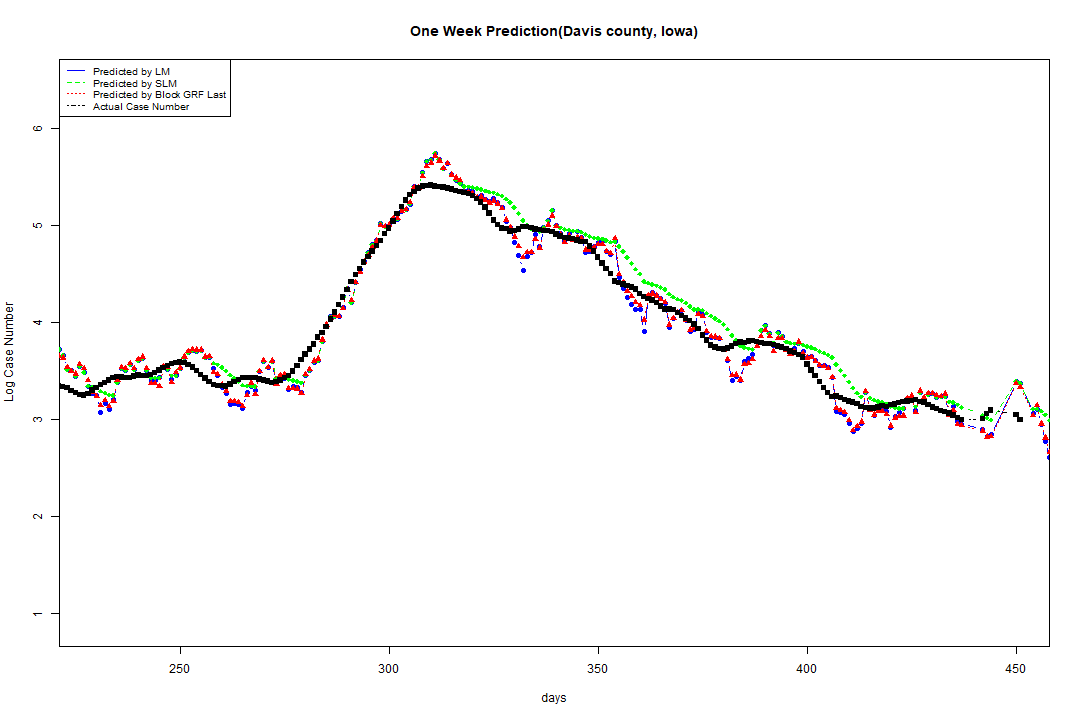 One Week Prediction(Davis county, Iowa)
Predicted by LM
Predicted by SLM
Predicted by Block GRF Last
Actual Case Number
6
5
4
3
2
1
Log Case Number
250
300
350
400
450
days